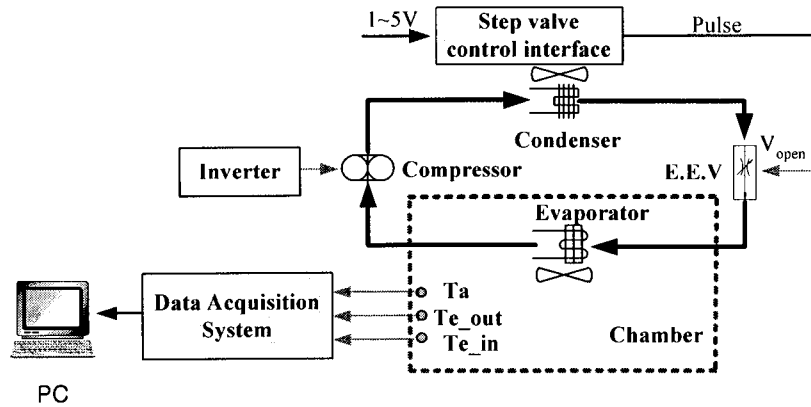 1~5V
Step valve
control interface
Pulse
Condenser
Inverter
Compressor
E.E.V
V open
Evaporator
Data Acquisition
System
Ta
Te_out
Te_in
Chamber
PC